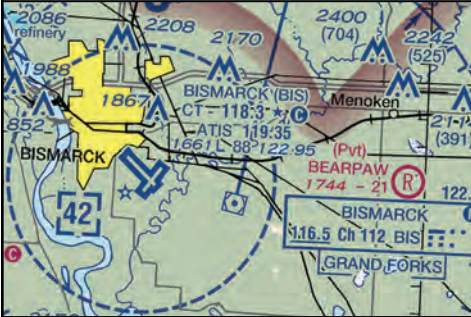 2086
refinery
2208
2170
2400
(704)
2242
(525)
1988
1867
BISMARCK (BIS)
CT - 118.3 ★ C
Menoken
852
ATIS 119.35
1661 L 88 122.95
BISMARCK
(Pvt)
BEARPAW
1744 - 21
R
(391)
42
122.
BISMARCK
116.5 Ch 112 BIS
GRAND FORKS
C